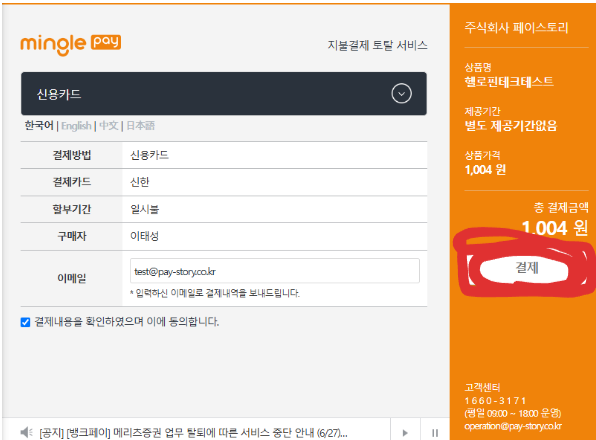 mingle pay
지불결제 토탈 서비스
신용카드
한국어 | English | 中文 | 日本語
결제방법 신용카드
결제카드 신한
할부기간 일시불
구매자 이태성
이메일 test@pay-story.co.kr
* 입력하신 이메일로 결제내역을 보내드립니다.
결제내용을 확인하였으며 이에 동의합니다.
[공지] [뱅크페이] 메리츠증권 업무 탈퇴에 따른 서비스 중단 안내 (6/27)...
주식회사 페이스토리
상품명
헬로핀테크테스트
제공기간
별도 제공기간없음
상품가격
1,004 원
총 결제금액
1,004 원
결제
고객센터
1660-3171
(평일 09:00 ~ 18:00 운영)
operation@pay-story.co.kr